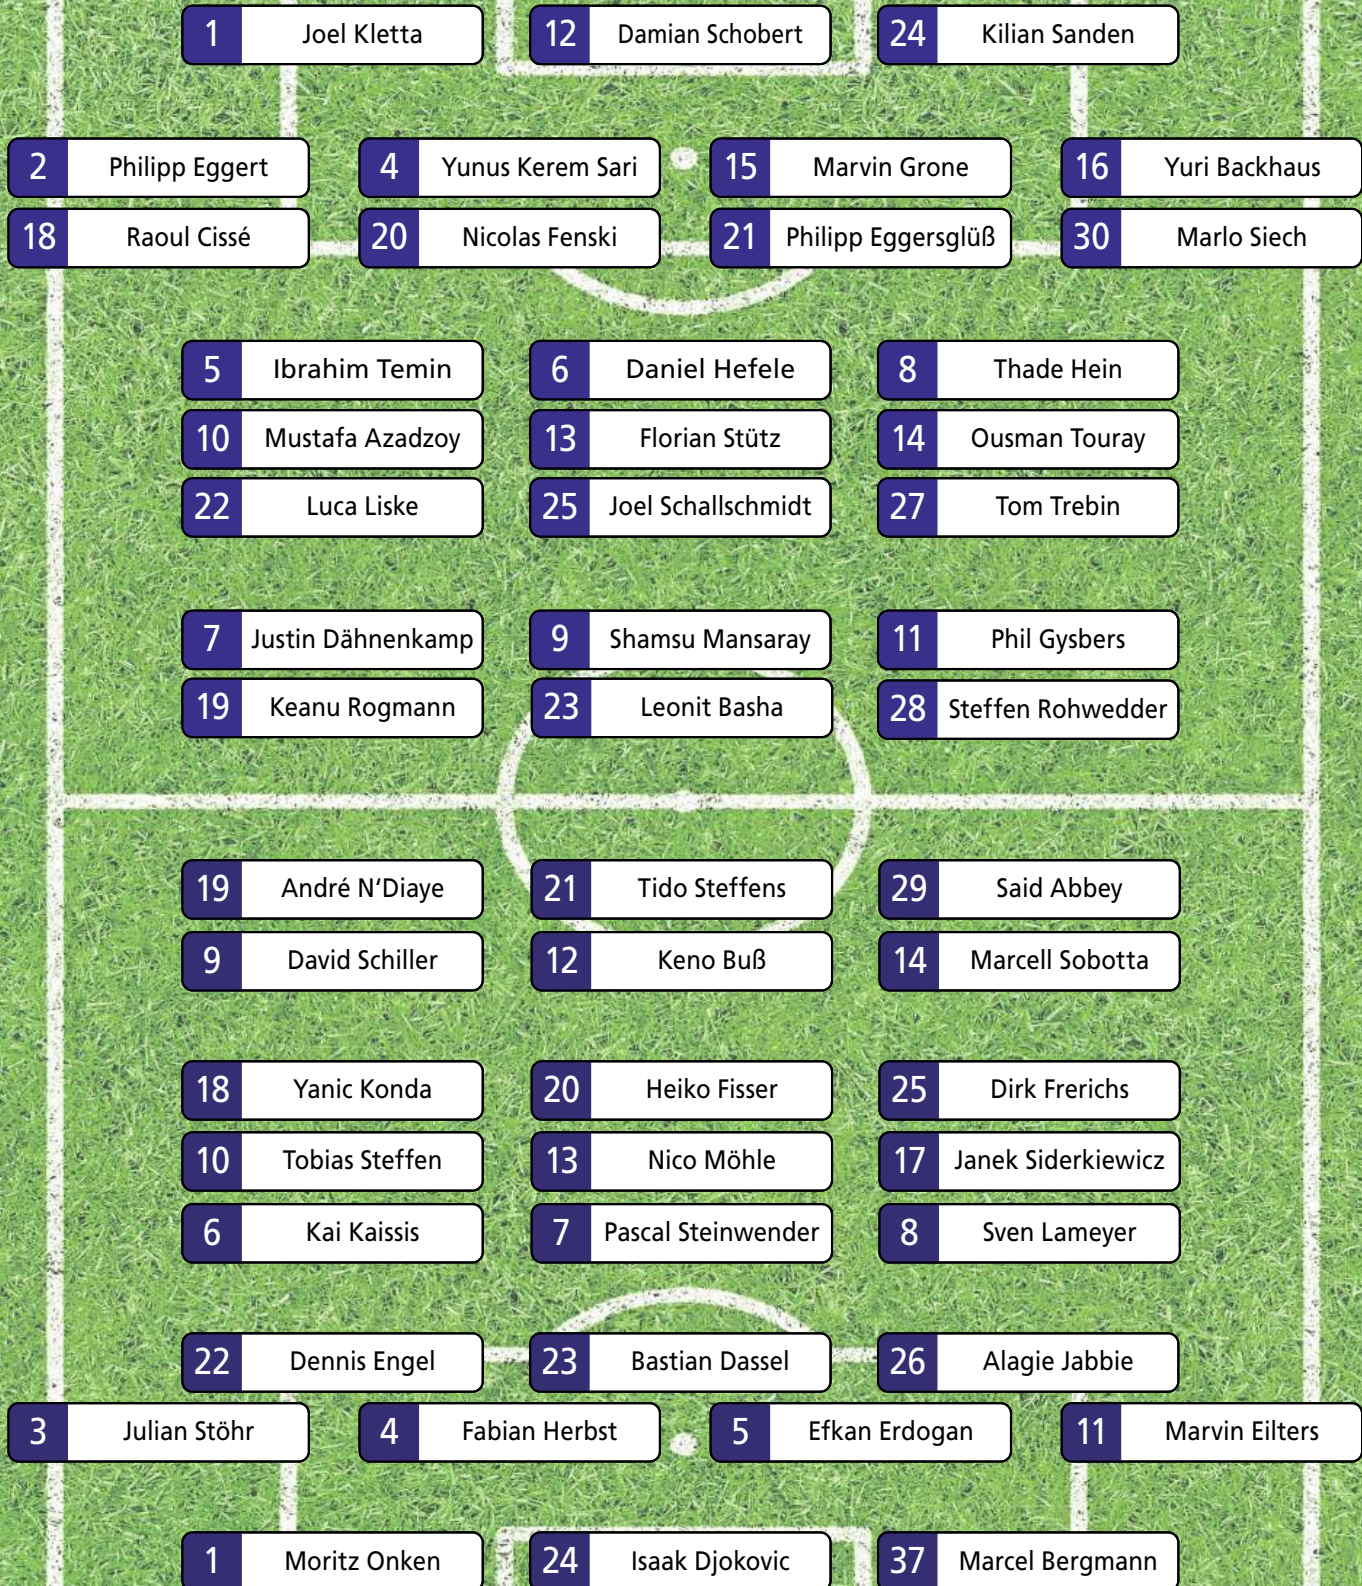 1 Joel Kletta 12 Damian Schobert 24 Kilian Sanden
2 Philipp Eggert 4 Yunus Kerem Sari 15 Marvin Grone 16 Yuri Backhaus
18 Raoul Cissé 20 Nicolas Fenski 21 Philipp Eggersglüß 30 Marlo Siech
5 Ibrahim Temin 6 Daniel Hefele 8 Thade Hein
10 Mustafa Azadzoy 13 Florian Stütz 14 Ousman Touray
22 Luca Liske 25 Joel Schallschmidt 27 Tom Trebin
7 Justin Dähnenkamp 9 Shamsu Mansaray 11 Phil Gysbers
19 Keanu Rogmann 23 Leonit Basha 28 Steffen Rohwedder
19 André N’Diaye 21 Tido Steffens 29 Said Abbey
9 David Schiller 12 Keno Buß 14 Marcell Sobotta
18 Yanic Konda 20 Heiko Fisser 25 Dirk Frerichs
10 Tobias Steffen 13 Nico Möhle 17 Janek Siderkiewicz
6 Kai Kaissis 7 Pascal Steinwender 8 Sven Lameyer
22 Dennis Engel 23 Bastian Dassel 26 Alagie Jabbie
3 Julian Stöhr 4 Fabian Herbst 5 Efkan Erdogan 11 Marvin Eilters
1 Moritz Onken 24 Isaak Djokovic 37 Marcel Bergmann